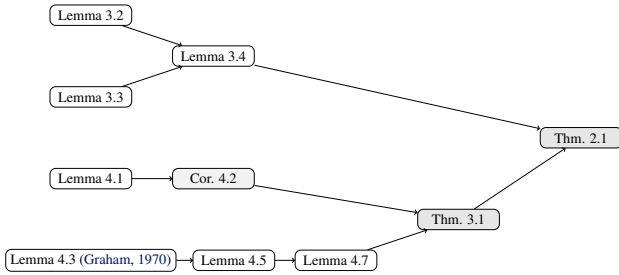 Lemma 3.2
Lemma 3.4
Lemma 3.3
Thm. 2.1
Lemma 4.1
Cor. 4.2
Thm. 3.1
Lemma 4.3 (Graham, 1970)
Lemma 4.5
Lemma 4.7